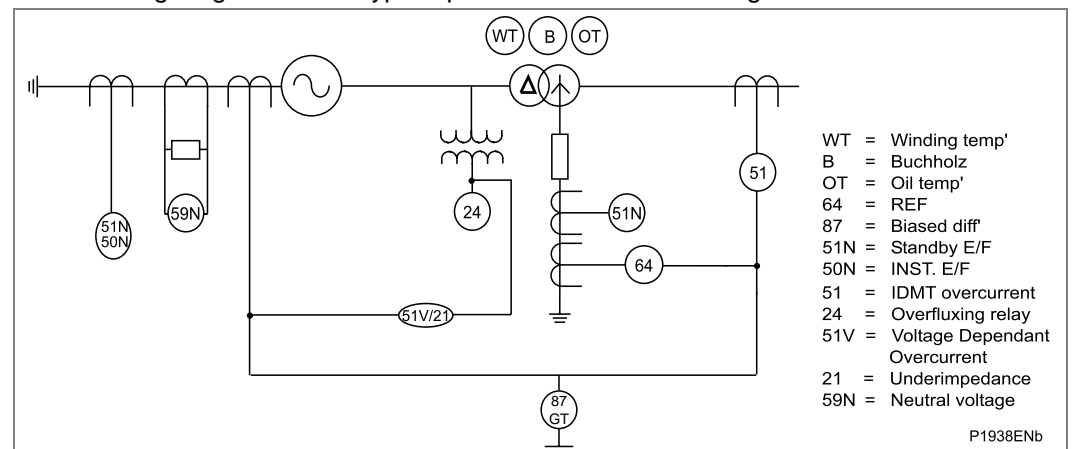 WT B OT
51N
50N
59N
24
51N
64
51
51V/21
87
GT
Δ
WT = Winding temp'
B = Buchholz
OT = Oil temp'
64 = REF
87 = Biased diff'
51N = Standby E/F
50N = INST. E/F
51 = IDMT overcurrent
24 = Overfluxing relay
51V = Voltage Dependant
Overcurrent
21 = Underimpedance
59N = Neutral voltage
P1938ENb